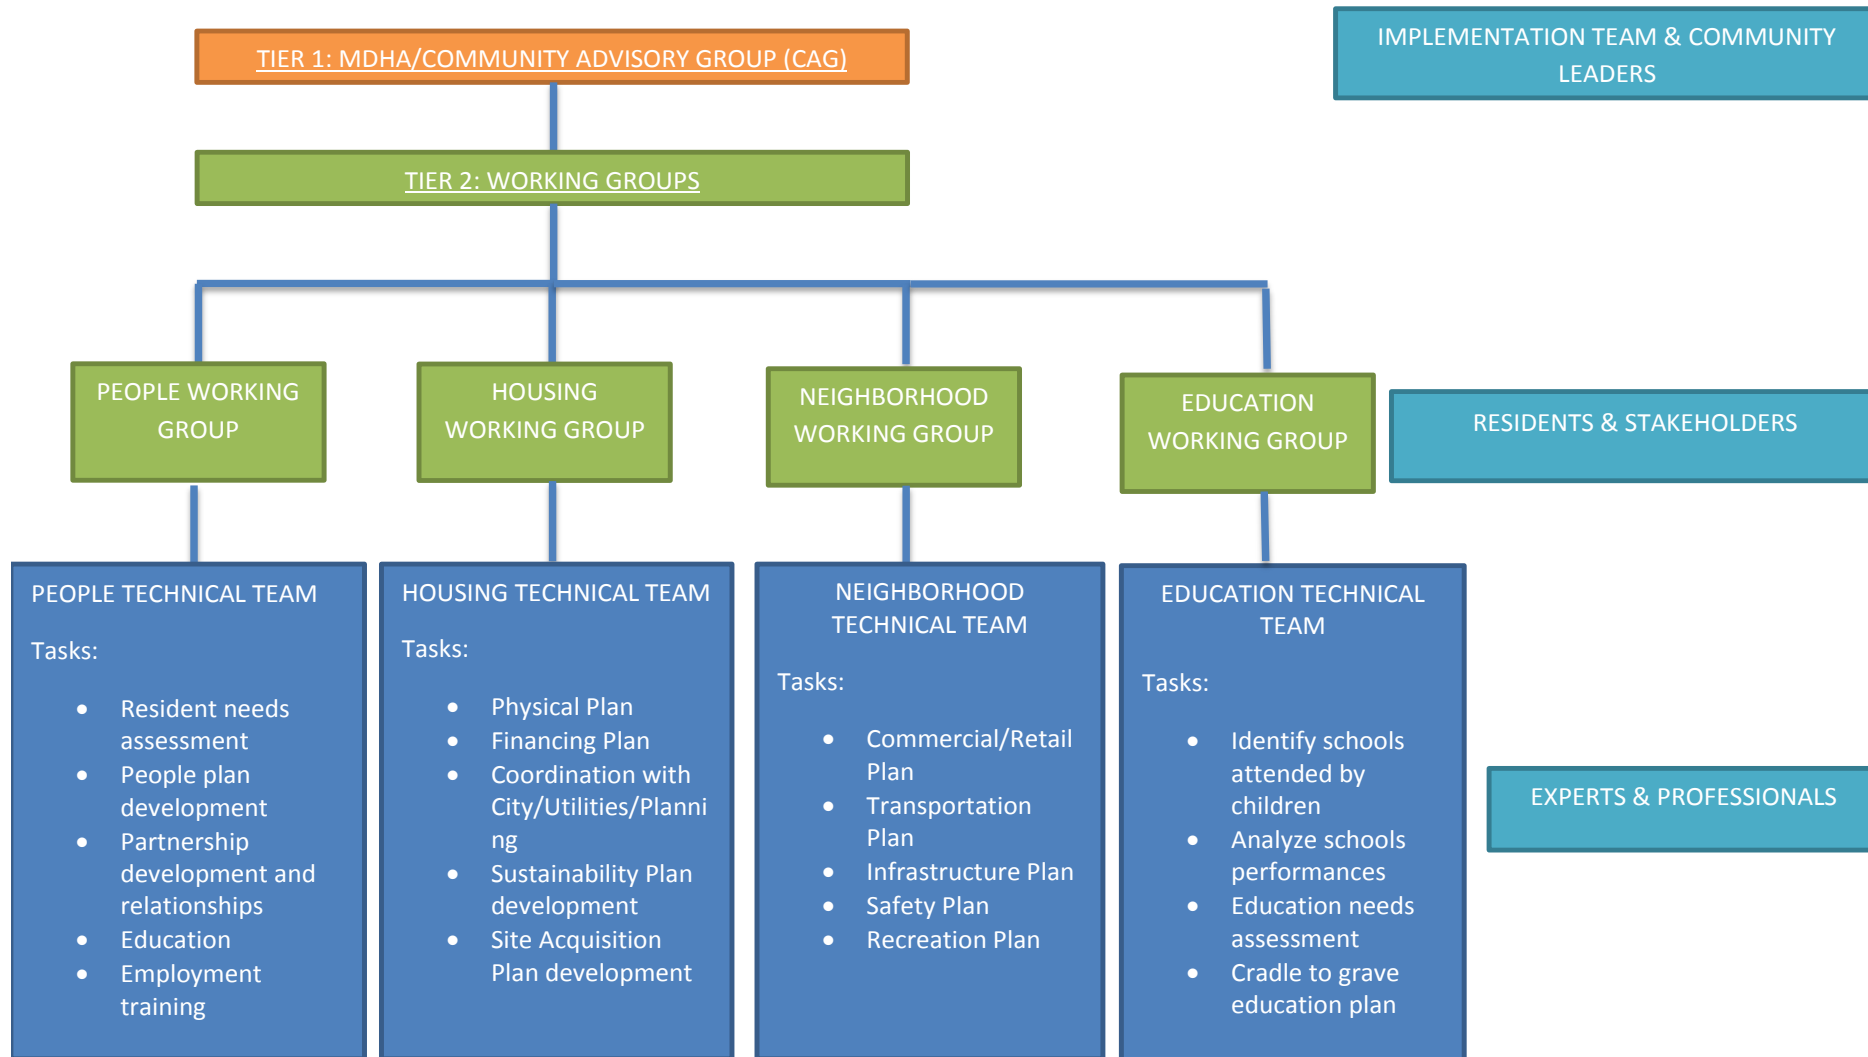 TIER 1: MDHA/COMMUNITY ADVISORY GROUP (CAG)
IMPLEMENTATION TEAM & COMMUNITY
LEADERS
TIER 2: WORKING GROUPS
PEOPLE WORKING
GROUP
HOUSING
WORKING GROUP
NEIGHBORHOOD
WORKING GROUP
EDUCATION
WORKING GROUP
RESIDENTS & STAKEHOLDERS
PEOPLE TECHNICAL TEAM
Tasks:
• Resident needs
assessment
• People plan
development
• Partnership
development and
relationships
• Education
• Employment
training
HOUSING TECHNICAL TEAM
Tasks:
• Physical Plan
• Financing Plan
• Coordination with
City/Utilities/Planni
ng
• Sustainability Plan
development
• Site Acquisition
Plan development
NEIGHBORHOOD
TECHNICAL TEAM
Tasks:
• Commercial/Retail
Plan
• Transportation
Plan
• Infrastructure Plan
• Safety Plan
• Recreation Plan
EDUCATION TECHNICAL
TEAM
Tasks:
• Identify schools
attended by
children
• Analyze schools
performances
• Education needs
assessment
• Cradle to grave
education plan
EXPERTS & PROFESSIONALS